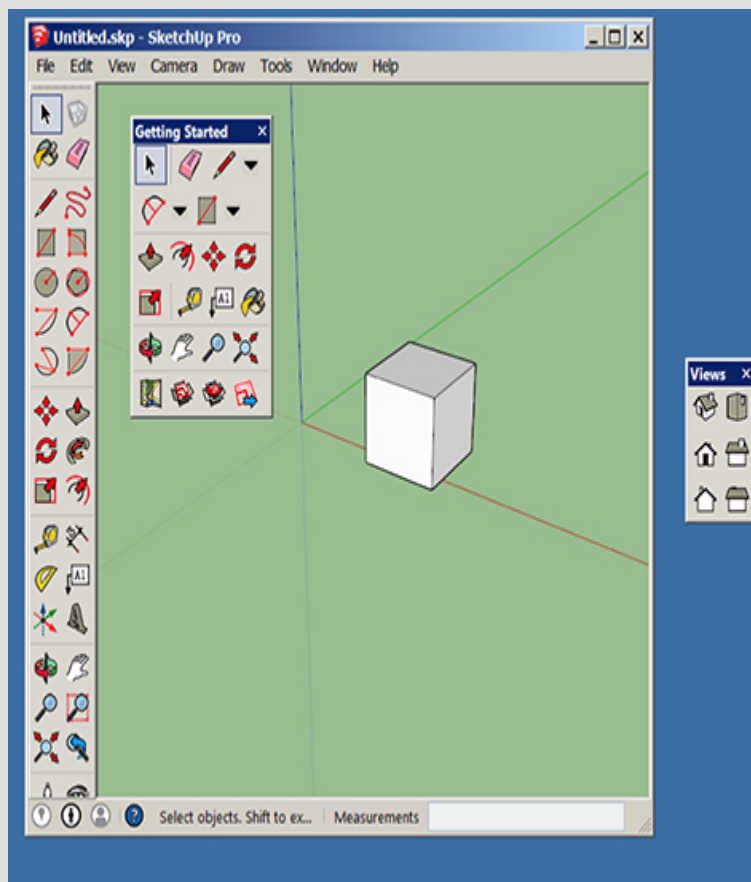 Untitled.skp - SketchUp Pro
File Edit View Camera Draw Tools Window Help
Getting Started
A1
Views
A1
Select objects. Shift to ex... Measurements